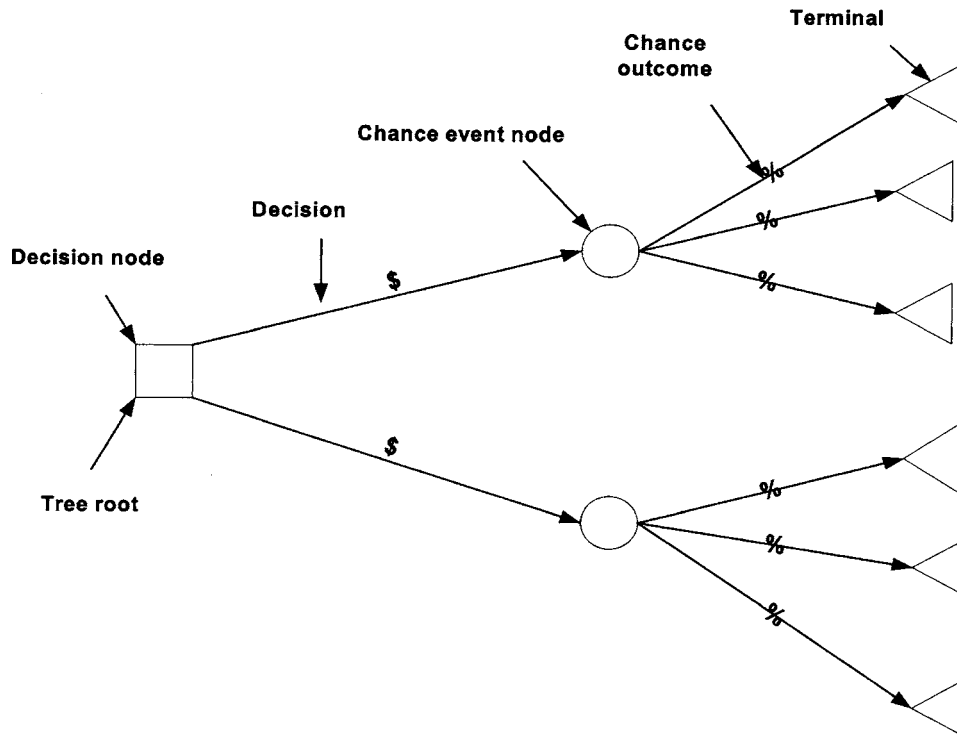 Terminal
Chance
outcome
Chance event node
%
Decision
%
Decision node
$
%
$
%
Tree root
%
%